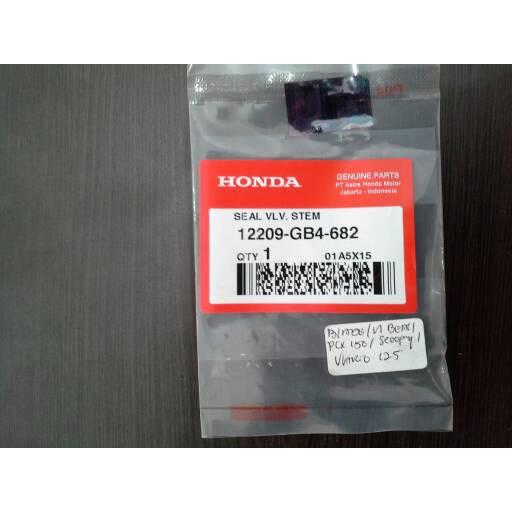 HONDA
GENUINE PARTS
PT Astra Honda Motor
Jakarta - Indonesia
SEAL VLV. STEM
12209-GB4-682
QTY 1 01A5X15
PCX 150 / Scoopy /
Vario 125